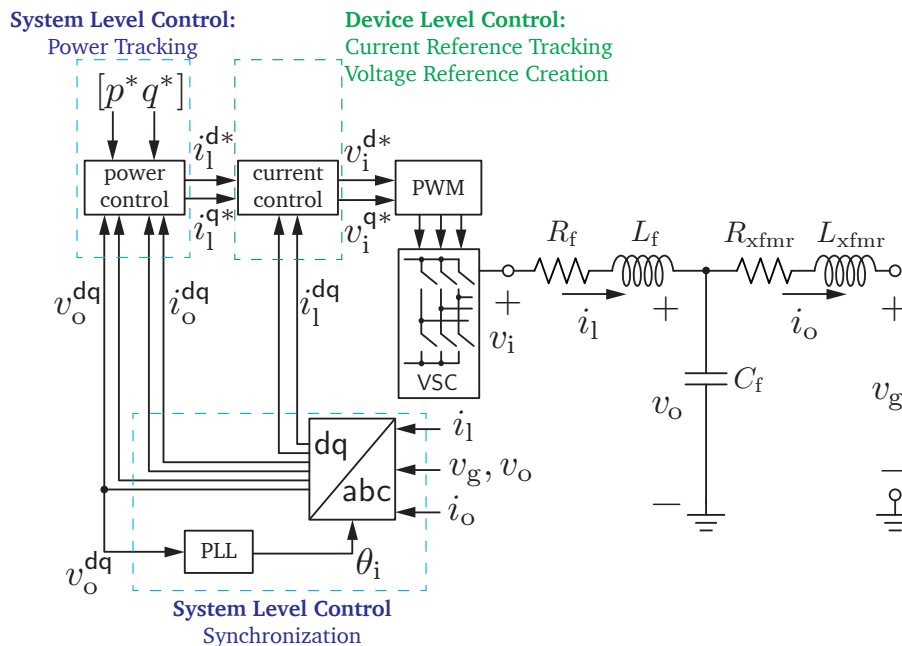 System Level Control:
Power Tracking
Device Level Control:
Current Reference Tracking
Voltage Reference Creation
[p* q*]
i_l^{d*}
i_l^{q*}
v_i^{d*}
v_i^{q*}
power
control
current
control
PWM
R_f
L_f
R_xfmr
L_xfmr
v_o^{dq}
i_o^{dq}
i_l^{dq}
+
v_i
i_l
+
i_o
+
VSC
C_f
v_o
v_g
dq
abc
i_l
v_g, v_o
i_o
−
−
PLL
v_o^{dq}
θ_i
System Level Control
Synchronization